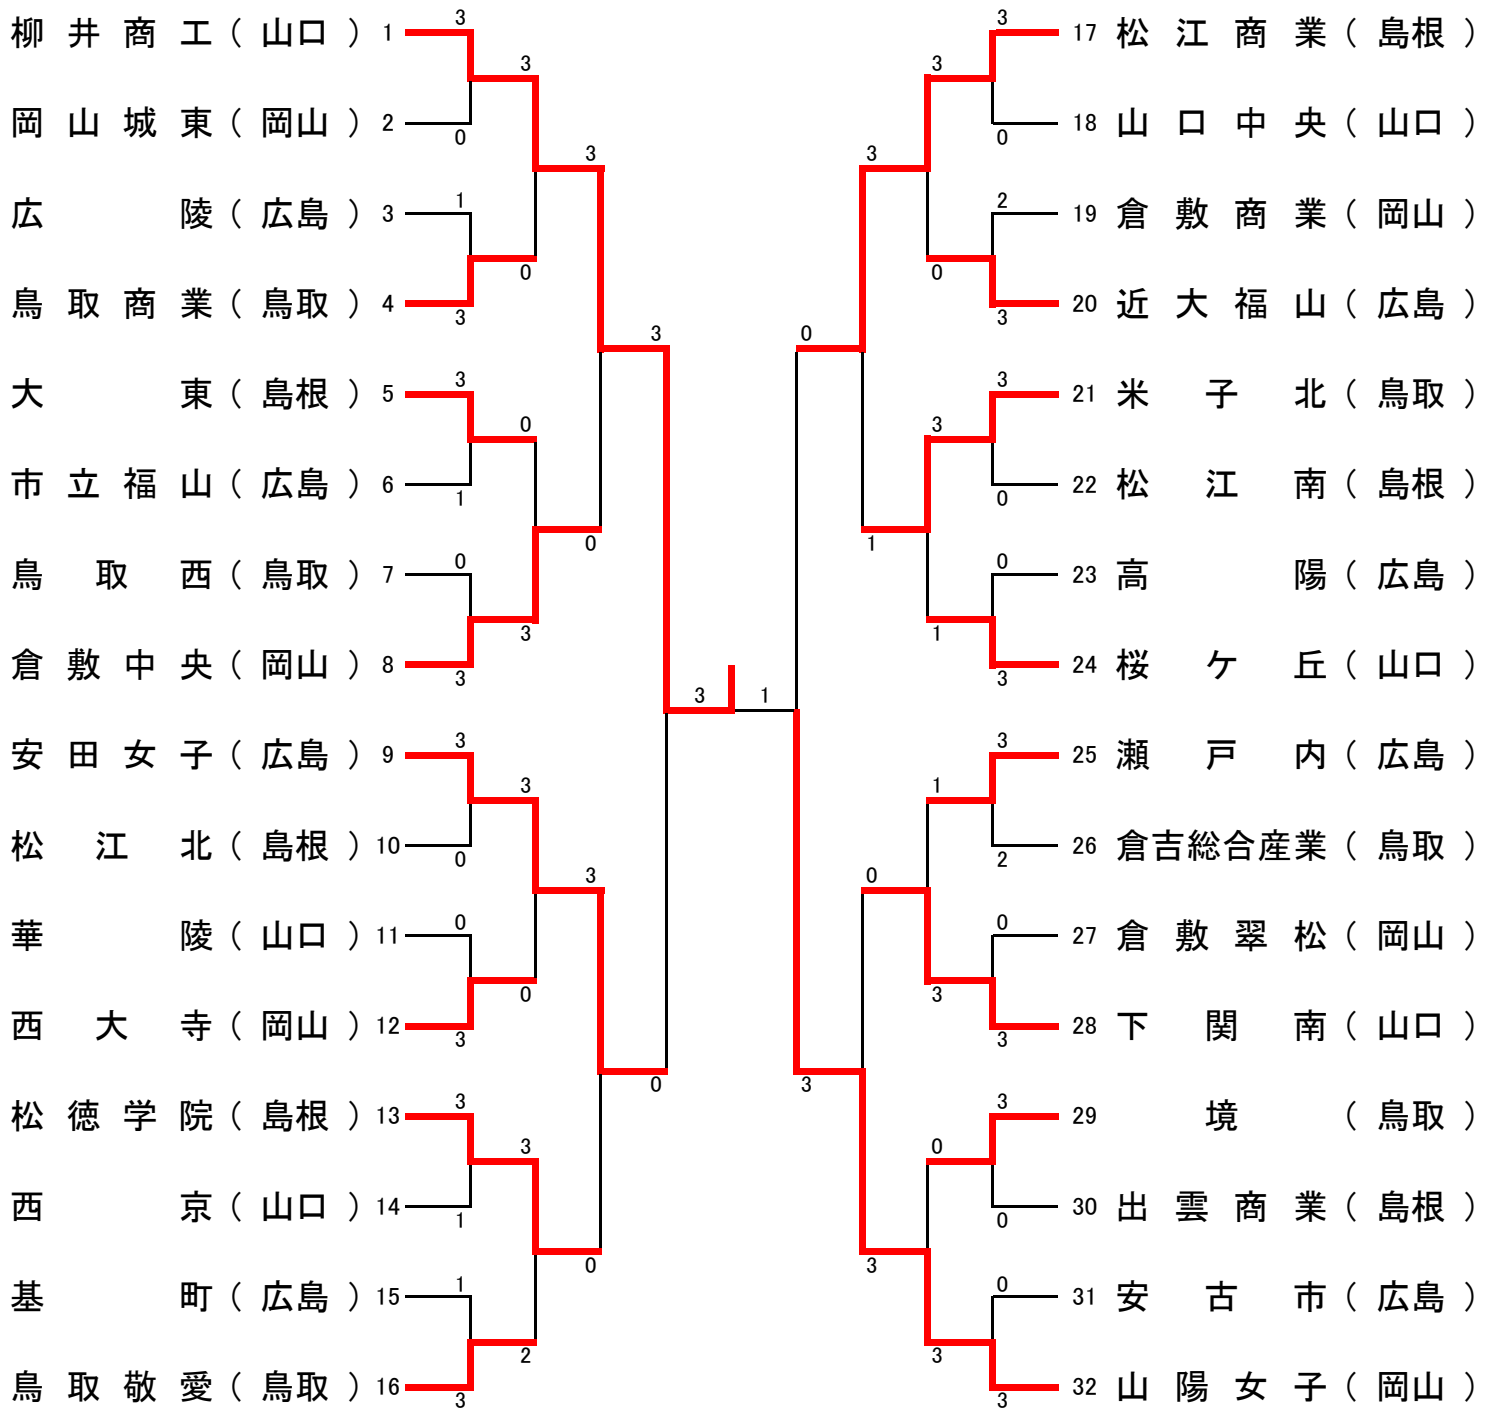 柳井商工（山口）1
岡山城東（岡山）2
広陵（広島）3
鳥取商業（鳥取）4
大東（島根）5
市立福山（広島）6
鳥取西（鳥取）7
倉敷中央（岡山）8
安田女子（広島）9
松江北（島根）10
華陵（山口）11
西大寺（岡山）12
松徳学院（島根）13
西京（山口）14
基町（広島）15
鳥取敬愛（鳥取）16
3
0
1
3
3
1
0
3
3
0
0
3
3
1
1
3
3
0
0
3
3
0
3
2
3
0
3
0
3
0
3
1
0
3
3
1
0
3
3
0
3
1
1
3
0
3
3
0
2
3
3
0
0
3
3
2
0
3
3
0
0
3
17 松江商業（島根）
18 山口中央（山口）
19 倉敷商業（岡山）
20 近大福山（広島）
21 米子北（鳥取）
22 松江南（島根）
23 高陽（広島）
24 桜ケ丘（山口）
25 瀬戸内（広島）
26 倉吉総合産業（鳥取）
27 倉敷翠松（岡山）
28 下関南（山口）
29 境（鳥取）
30 出雲商業（島根）
31 安古市（広島）
32 山陽女子（岡山）